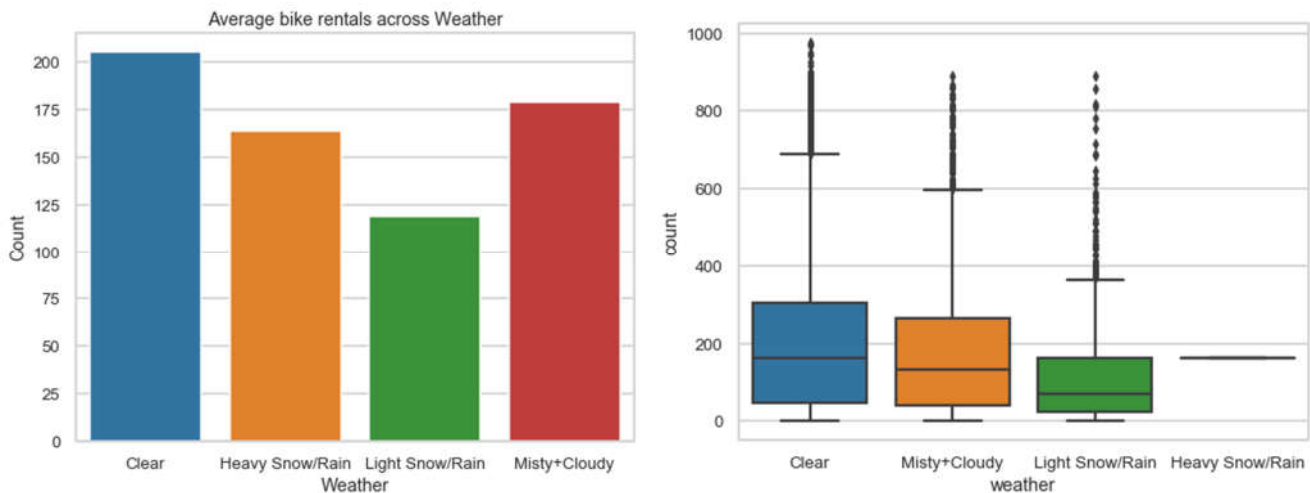 Average bike rentals across Weather
200
175
150
125
100
75
50
25
0
Count
Clear Heavy Snow/Rain Light Snow/Rain Misty+Cloudy
Weather
1000
800
600
400
200
0
count
Clear Misty+Cloudy Light Snow/Rain Heavy Snow/Rain
weather